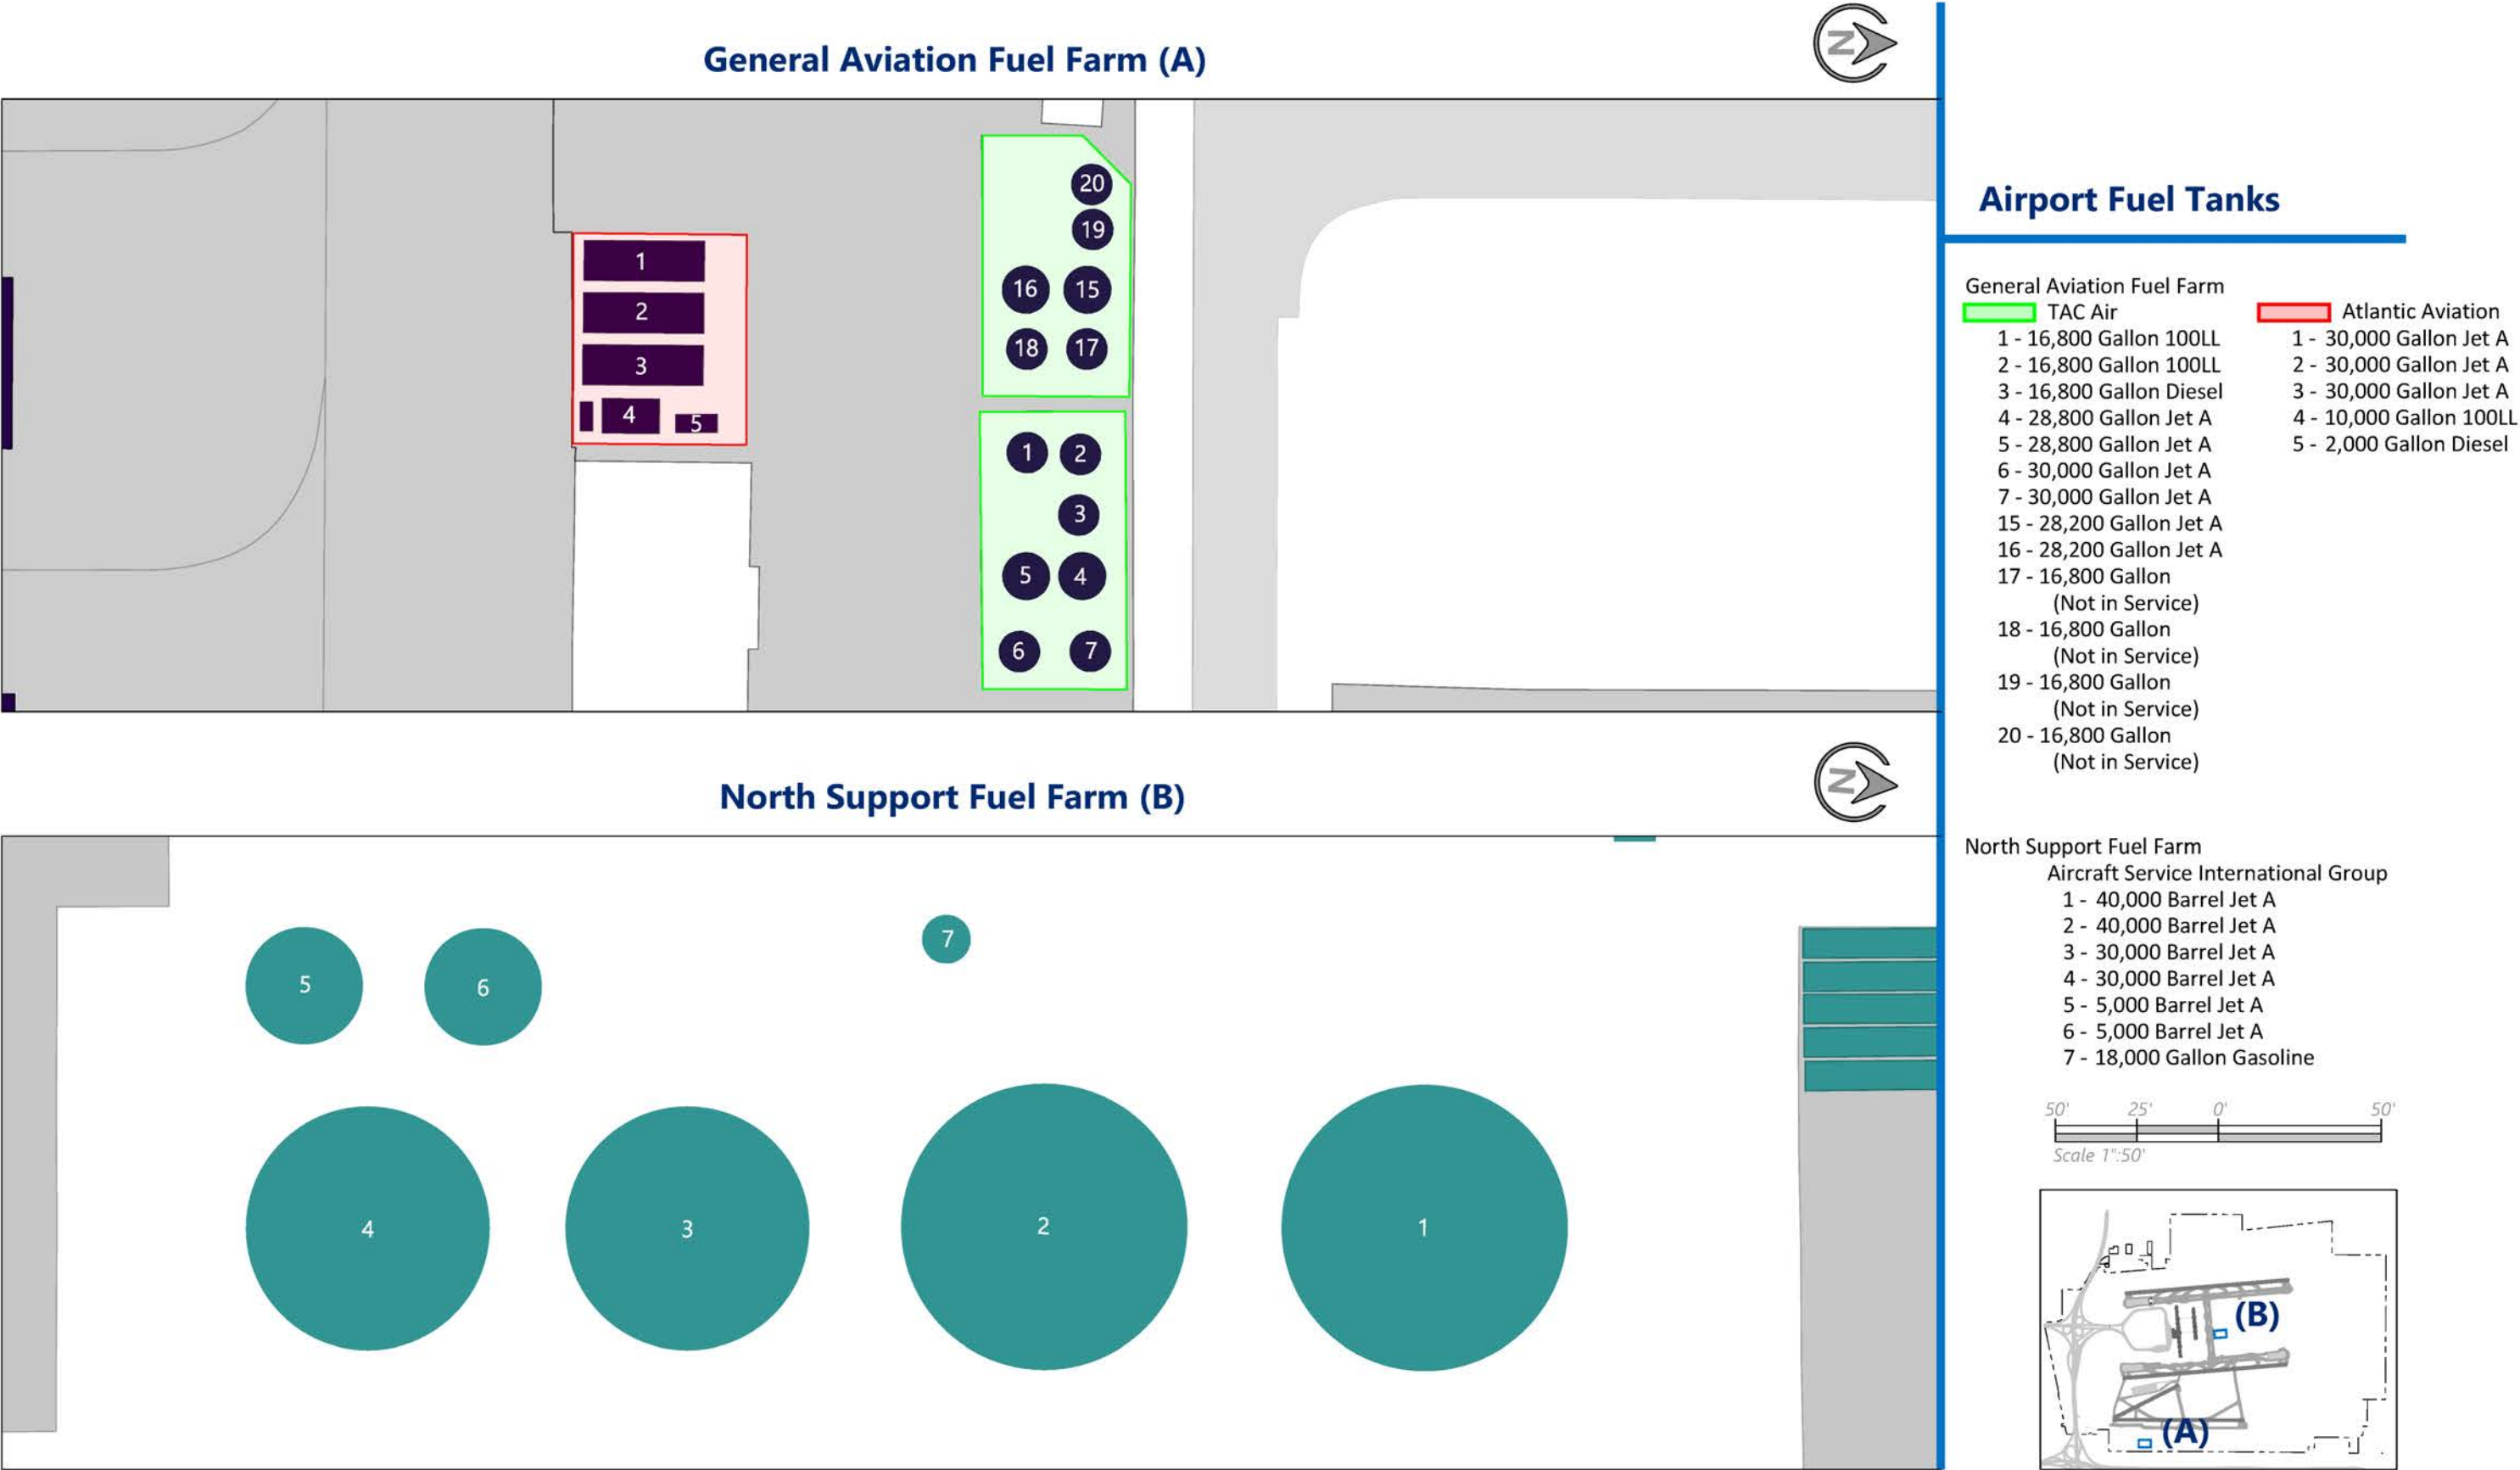 General Aviation Fuel Farm (A)
N
20
19
16 15
18 17
1
2
3
4 5
1 2
3
5 4
6 7
North Support Fuel Farm (B)
N
7
5 6
4 3 2 1
Airport Fuel Tanks
General Aviation Fuel Farm
TAC Air
1 - 16,800 Gallon 100LL
2 - 16,800 Gallon 100LL
3 - 16,800 Gallon Diesel
4 - 28,800 Gallon Jet A
5 - 28,800 Gallon Jet A
6 - 30,000 Gallon Jet A
7 - 30,000 Gallon Jet A
15 - 28,200 Gallon Jet A
16 - 28,200 Gallon Jet A
17 - 16,800 Gallon
(Not in Service)
18 - 16,800 Gallon
(Not in Service)
19 - 16,800 Gallon
(Not in Service)
20 - 16,800 Gallon
(Not in Service)
Atlantic Aviation
1 - 30,000 Gallon Jet A
2 - 30,000 Gallon Jet A
3 - 30,000 Gallon Jet A
4 - 10,000 Gallon 100LL
5 - 2,000 Gallon Diesel
North Support Fuel Farm
Aircraft Service International Group
1 - 40,000 Barrel Jet A
2 - 40,000 Barrel Jet A
3 - 30,000 Barrel Jet A
4 - 30,000 Barrel Jet A
5 - 5,000 Barrel Jet A
6 - 5,000 Barrel Jet A
7 - 18,000 Gallon Gasoline
50' 25' 0' 50'
Scale 1":50'
(B)
(A)